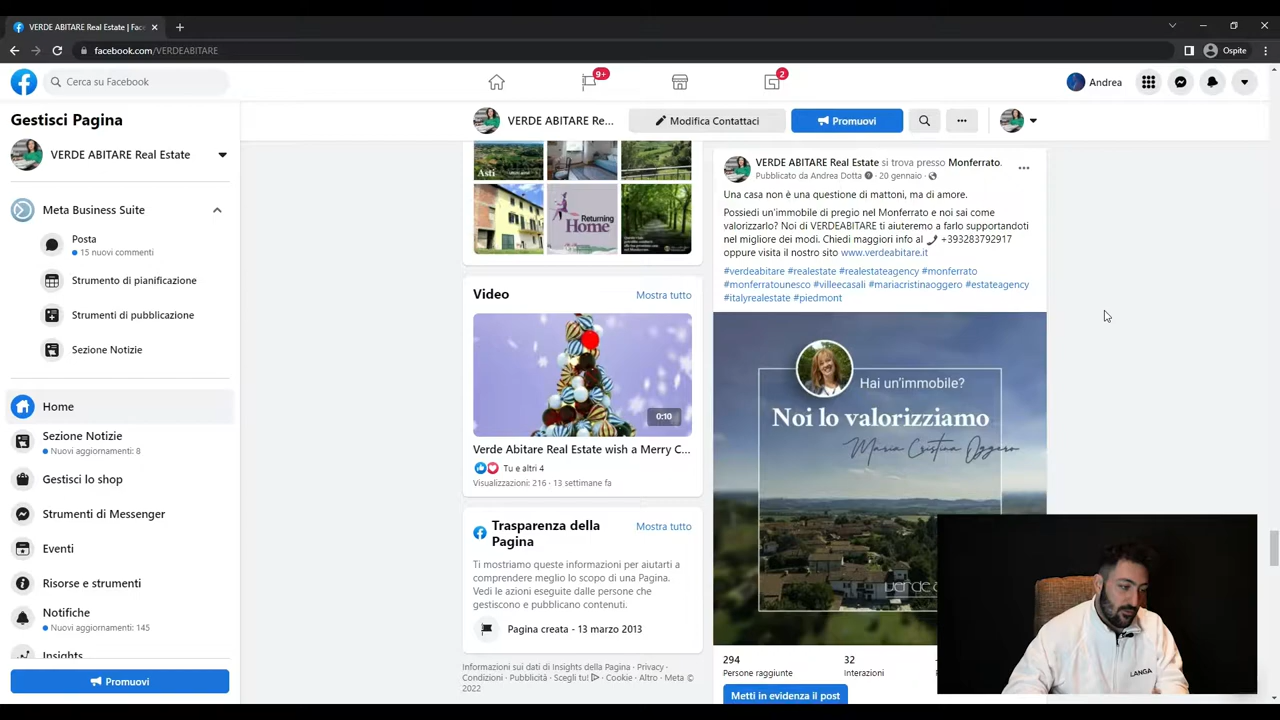 VERDE ABITARE Real Estate | Fac
facebook.com/VERDEABITARE
Ospite
Cerca su Facebook
9+
2
Andrea
Gestisci Pagina
VERDE ABITARE Real Estate
Meta Business Suite
Posta
15 nuovi commenti
Strumento di pianificazione
Strumenti di pubblicazione
Sezione Notizie
Home
Sezione Notizie
Nuovi aggiornamenti: 8
Gestisci lo shop
Strumenti di Messenger
Eventi
Risorse e strumenti
Notifiche
Nuovi aggiornamenti: 145
Insights
Promuovi
VERDE ABITARE Re...
Modifica Contattaci
Promuovi
Asti
Returning
Home
Video
Mostra tutto
0:10
Verde Abitare Real Estate wish a Merry C...
Tu e altri 4
Visualizzazioni: 216 · 13 settimane fa
Trasparenza della
Pagina
Mostra tutto
Ti mostriamo queste informazioni per aiutarti a
comprendere meglio lo scopo di una Pagina.
Vedi le azioni eseguite dalle persone che
gestiscono e pubblicano contenuti.
Pagina creata - 13 marzo 2013
Informazioni sui dati di Insights della Pagina · Privacy ·
Condizioni · Pubblicità · Scegli tu! · Cookie · Altro · Meta ©
2022
VERDE ABITARE Real Estate si trova presso Monferrato.
Pubblicato da Andrea Dotta · 20 gennaio ·
Una casa non è una questione di mattoni, ma di amore.
Possiedi un'immobile di pregio nel Monferrato e noi sai come
valorizzarlo? Noi di VERDEABITARE ti aiuteremo a farlo supportandoti
nel migliore dei modi. Chiedi maggiori info al +393283792917
oppure visita il nostro sito www.verdeabitare.it
#verdeabitare #realestate #realestateagency #monferrato
#monferratounesco #villeecasali #mariacristinaoggero #estateagency
#italyrealestate #piedmont
Hai un'immobile?
Noi lo valorizziamo
Maria Cristina Oggero
verde a
294
Persone raggiunte
32
Interazioni
Metti in evidenza il post
LANGA